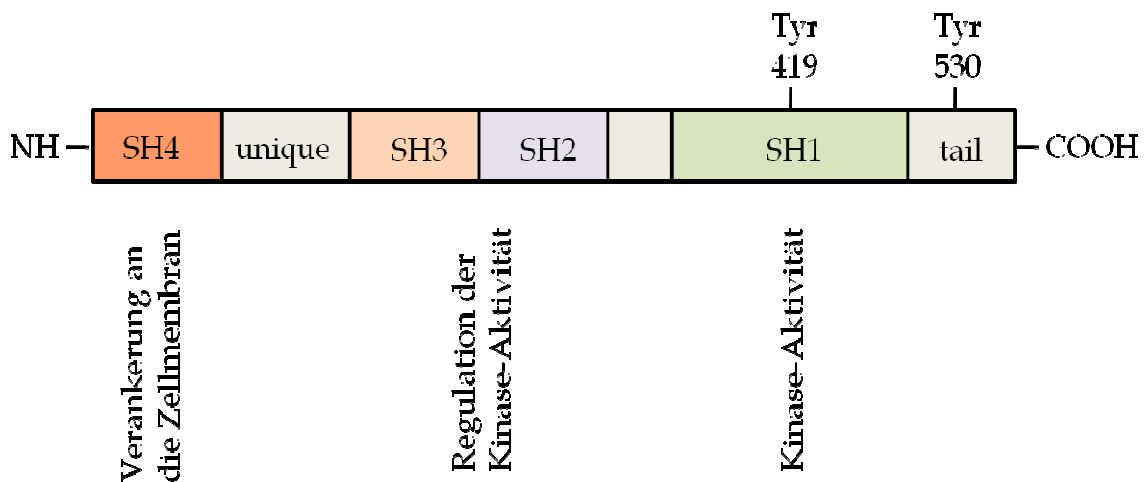 Tyr
419
Tyr
530
NH
SH4
unique
SH3
SH2
SH1
tail
COOH
Verankerung an
die Zellmembran
Regulation der
Kinase-Aktivität
Kinase-Aktivität